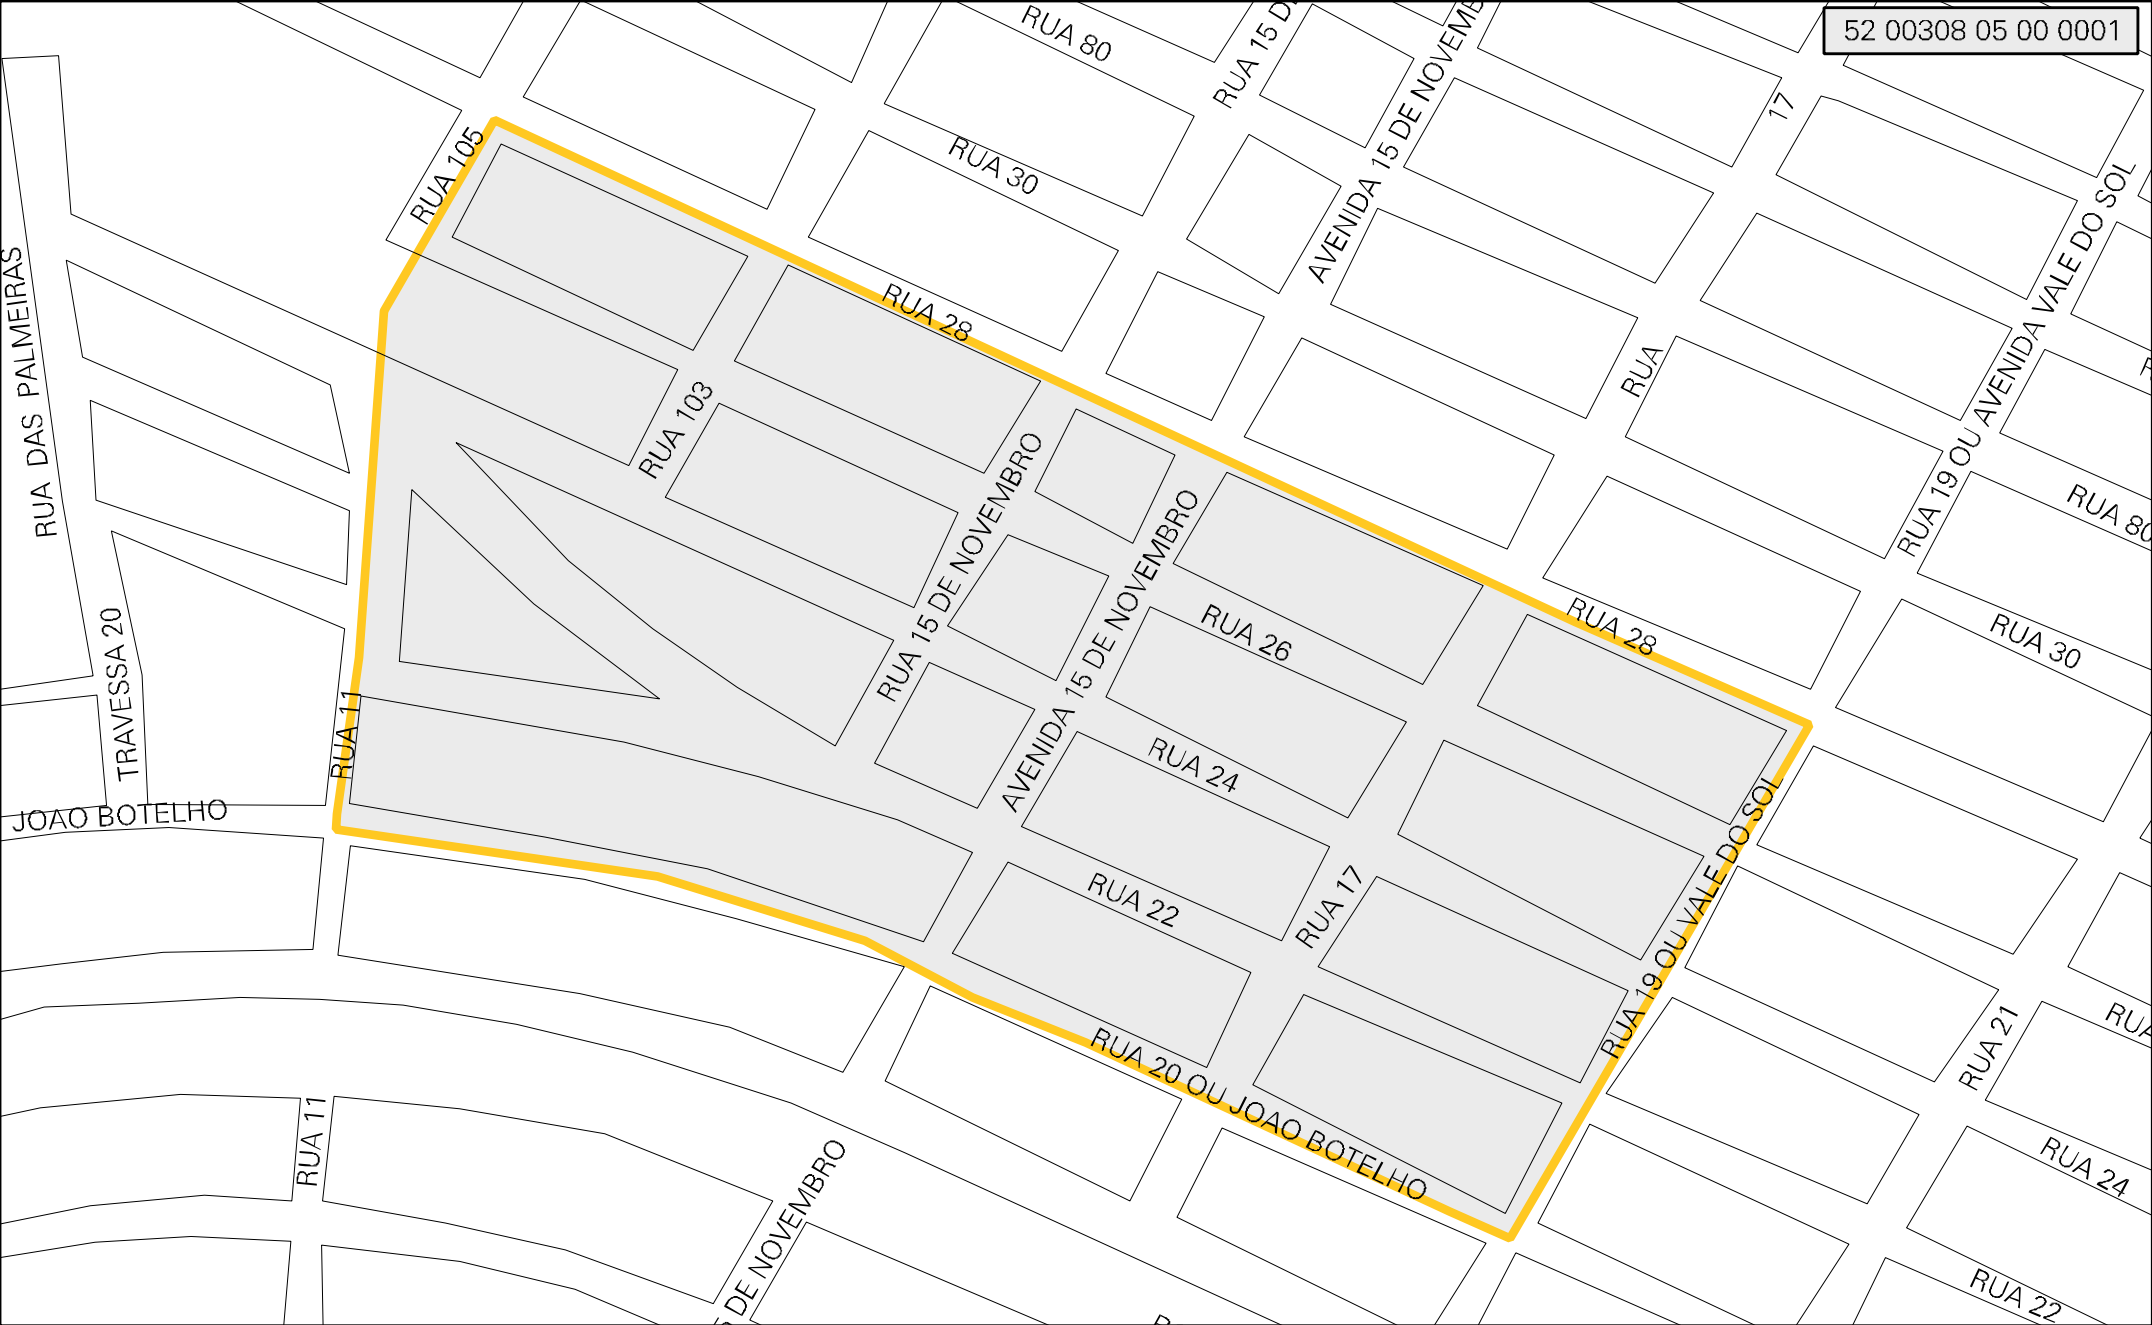 52 00308 05 00 0001
RUA 80
RUA 15 D
AVENIDA 15 DE NOVEMB
17
RUA 105
RUA 30
RUA 19 OU AVENIDA VALE DO SOL
RUA DAS PALMEIRAS
RUA 28
RUA
RUA 103
RUA 15 DE NOVEMBRO
AVENIDA 15 DE NOVEMBRO
RUA 80
RUA 26
RUA 28
RUA 30
TRAVESSA 20
RUA 11
RUA 24
JOAO BOTELHO
RUA 19 OU VALE DO SOL
RUA 22
RUA 17
RUA 20 OU JOAO BOTELHO
RUA 21
RUA
RUA 11
RUA 24
DE NOVEMBRO
RUA 22